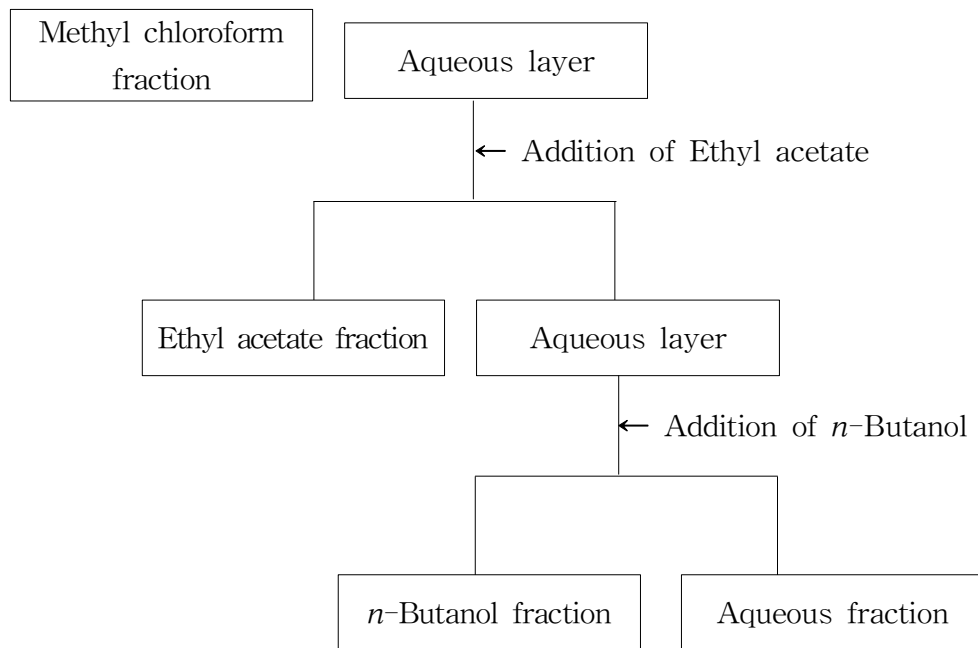 Methyl chloroform
fraction
Aqueous layer
← Addition of Ethyl acetate
Ethyl acetate fraction
Aqueous layer
← Addition of n-Butanol
n-Butanol fraction
Aqueous fraction